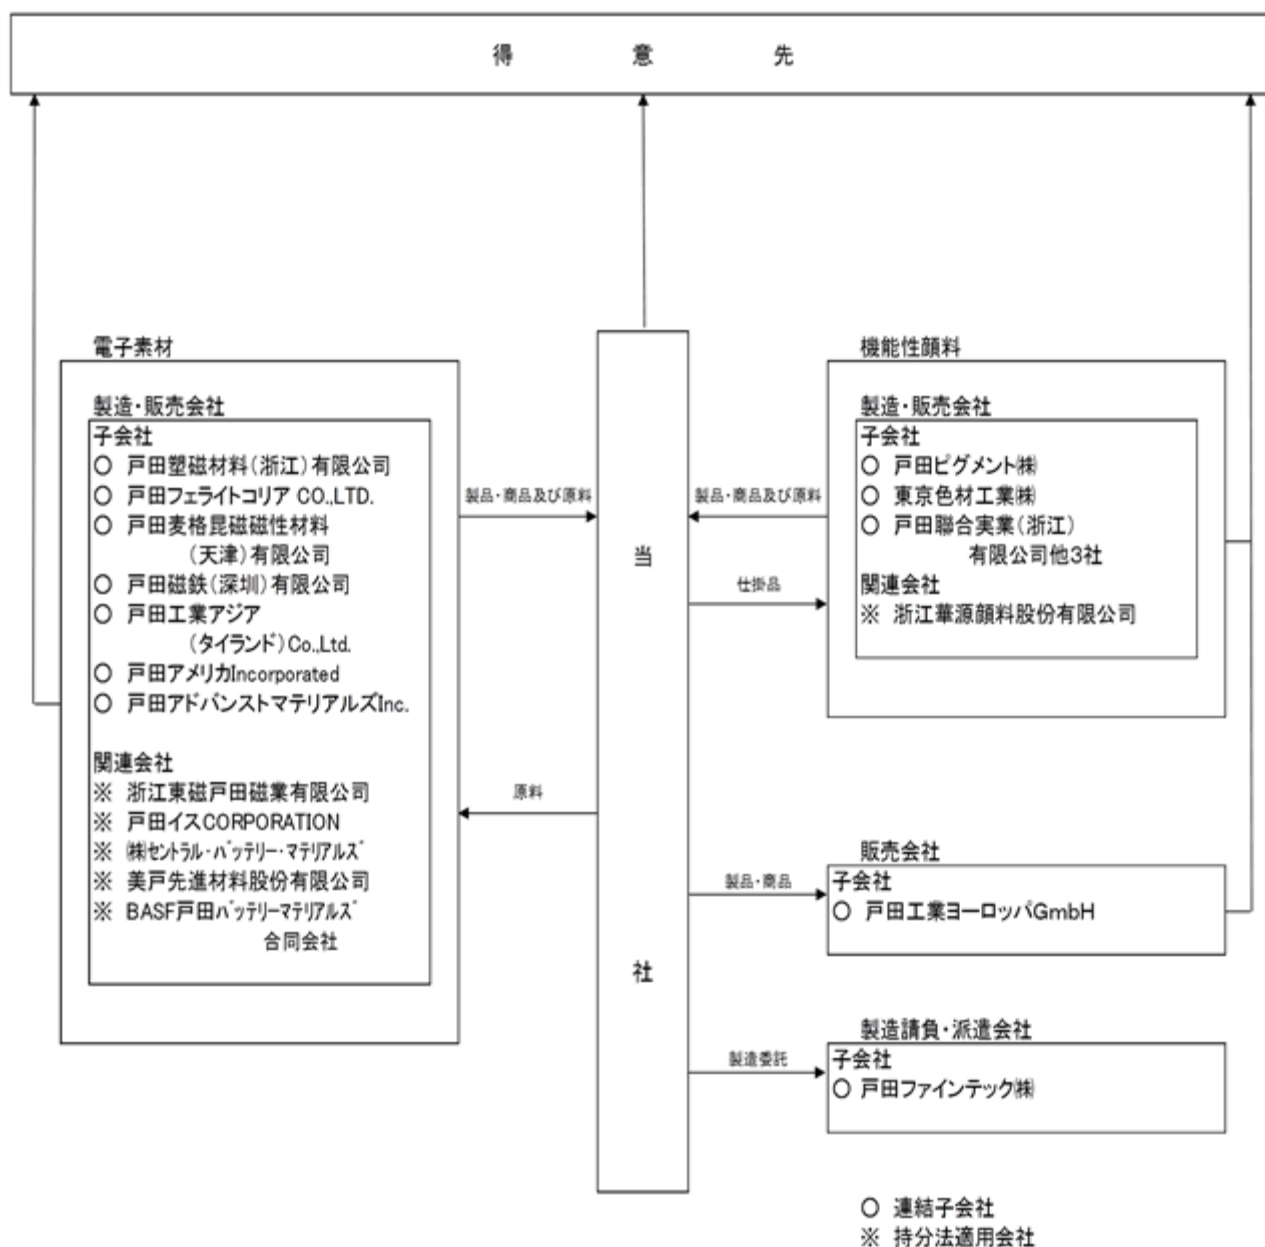 得意先
電子素材
製造・販売会社
子会社
○ 戸田塑磁材料(浙江)有限公司
○ 戸田フェライトコリア CO.,LTD.
○ 戸田麦格昆磁磁性材料
(天津)有限公司
○ 戸田磁鉄(深圳)有限公司
○ 戸田工業アジア
(タイランド)Co.,Ltd.
○ 戸田アメリカIncorporated
○ 戸田アドバンストマテリアルズInc.
関連会社
※ 浙江東磁戸田磁業有限公司
※ 戸田イスCORPORATION
※ ㈱セントラル・バッテリー・マテリアルズ
※ 美戸先進材料股份有限公司
※ BASF戸田バッテリーマテリアルズ
合同会社
製品・商品及び原料
原料
当社
製品・商品及び原料
仕掛品
製品・商品
製造委託
機能性顔料
製造・販売会社
子会社
○ 戸田ピグメント㈱
○ 東京色材工業㈱
○ 戸田聯合実業(浙江)
有限公司他3社
関連会社
※ 浙江華源顔料股份有限公司
販売会社
子会社
○ 戸田工業ヨーロッパGmbH
製造請負・派遣会社
子会社
○ 戸田ファインテック㈱
○ 連結子会社
※ 持分法適用会社